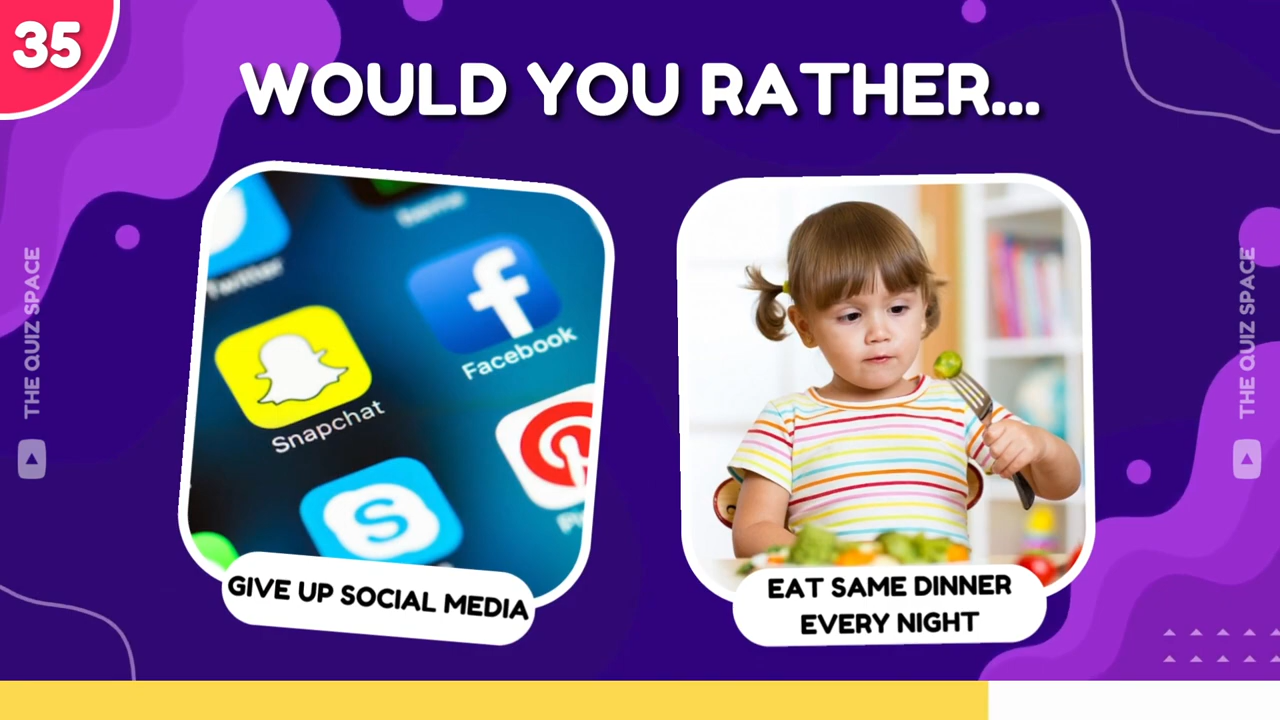 35
WOULD YOU RATHER...
THE QUIZ SPACE
Twitter
Facebook
Snapchat
GIVE UP SOCIAL MEDIA
EAT SAME DINNER
EVERY NIGHT
THE QUIZ SPACE